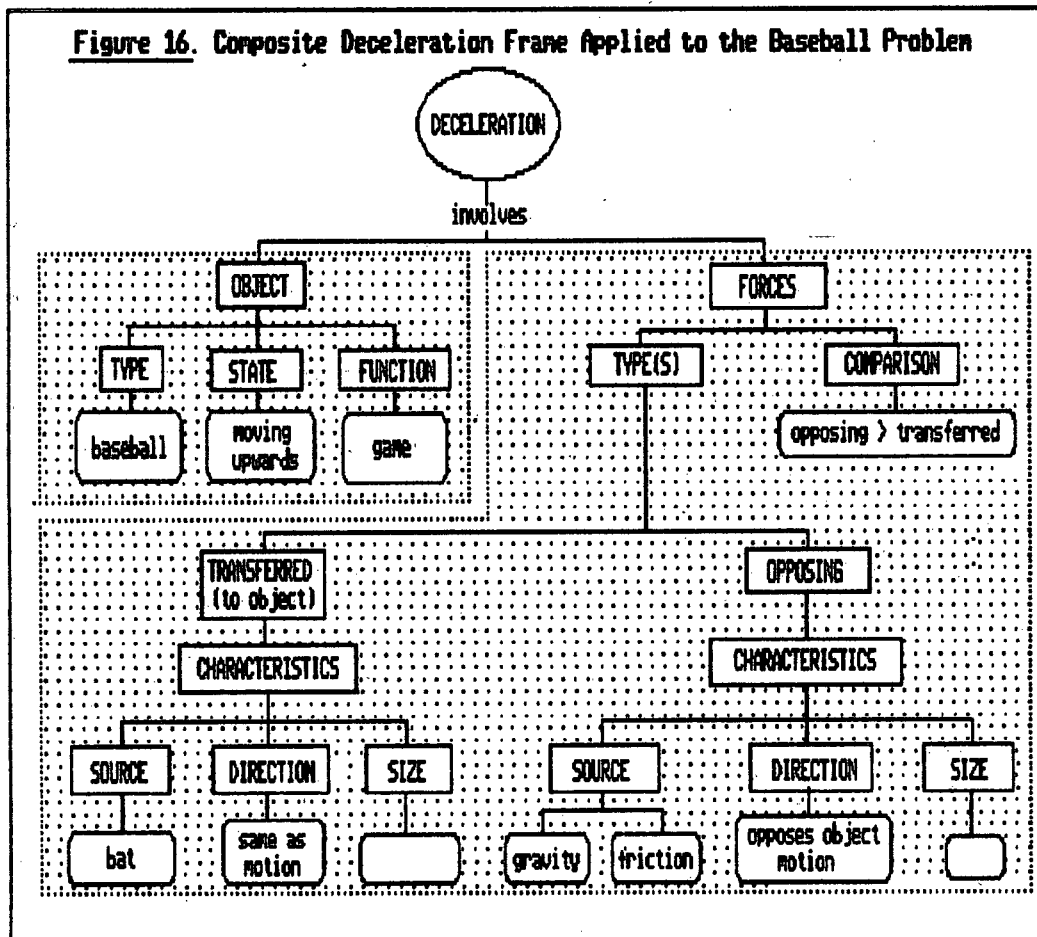 Figure 16. Composite Deceleration Frame Applied to the Baseball Problem
DECELERATION
involves
OBJECT
FORCES
TYPE
STATE
FUNCTION
TYPE(S)
COMPARISON
baseball
moving
upwards
game
opposing > transferred
TRANSFERRED
(to object)
OPPOSING
CHARACTERISTICS
CHARACTERISTICS
SOURCE
DIRECTION
SIZE
SOURCE
DIRECTION
SIZE
bat
same as
motion
gravity
friction
opposes object
motion